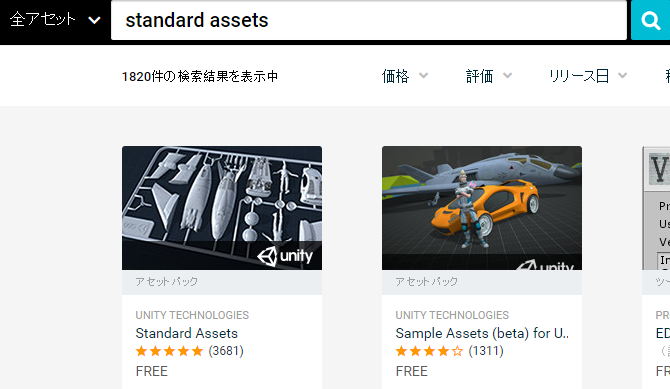 全アセット
standard assets
1820件の検索結果を表示中
価格
評価
リリース日
unity
アセットパック
UNITY TECHNOLOGIES
Standard Assets
(3681)
FREE
unity
アセットパック
UNITY TECHNOLOGIES
Sample Assets (beta) for U..
(1311)
FREE
V
Pr
Us
Ve
In
ツー
PR
ED
FR